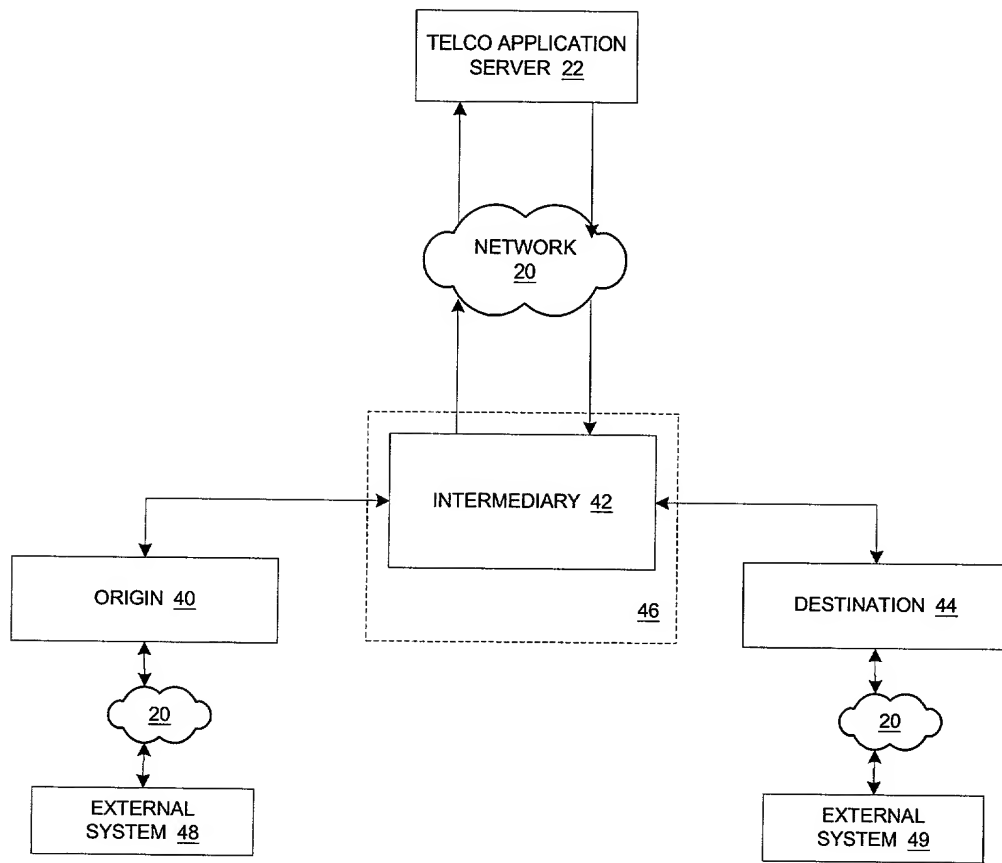 TELCO APPLICATION
SERVER 22
NETWORK
20
INTERMEDIARY 42
46
ORIGIN 40
DESTINATION 44
20
20
EXTERNAL
SYSTEM 48
EXTERNAL
SYSTEM 49